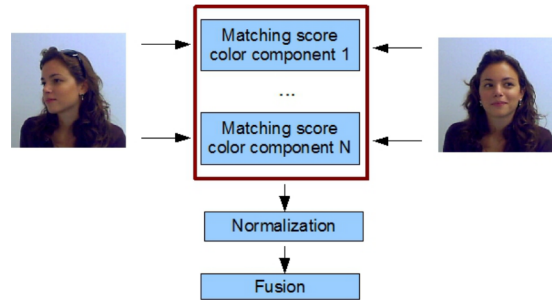 Matching score
color component 1
...
Matching score
color component N
Normalization
Fusion